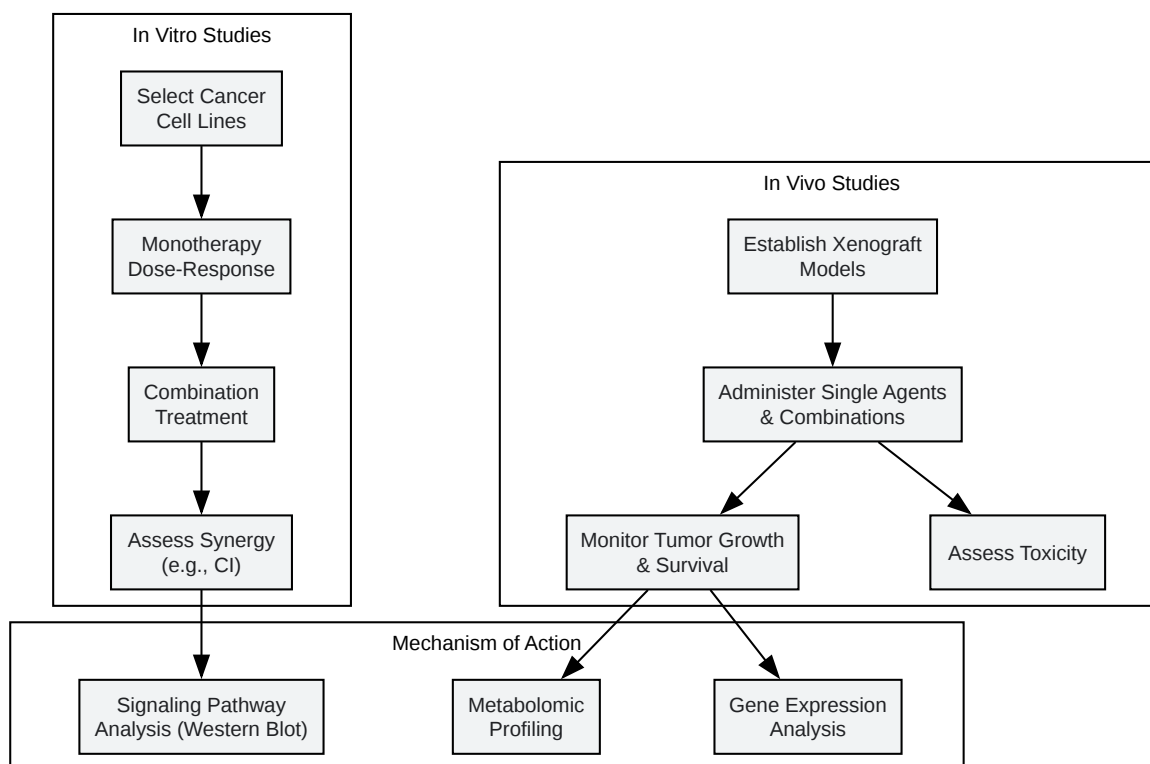 In Vitro Studies
Select Cancer
Cell Lines
Monotherapy
Dose-Response
Combination
Treatment
Assess Synergy
(e.g., CI)
In Vivo Studies
Establish Xenograft
Models
Administer Single Agents
& Combinations
Monitor Tumor Growth
& Survival
Assess Toxicity
Mechanism of Action
Signaling Pathway
Analysis (Western Blot)
Metabolomic
Profiling
Gene Expression
Analysis